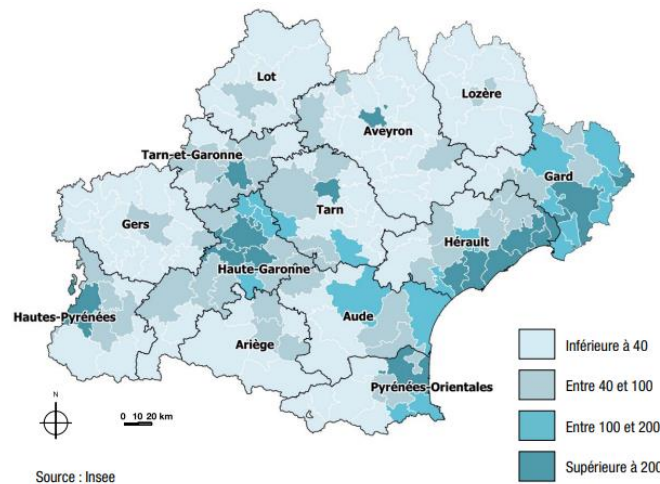 Lot
Lozère
Aveyron
Tarn-et-Garonne
Gard
Tarn
Gers
Hérault
Haute-Garonne
Hautes-Pyrénées
Aude
Ariège
Pyrénées-Orientales
Inférieure à 40
Entre 40 et 100
Entre 100 et 200
Supérieure à 200
N
0 10 20 km
Source : Insee